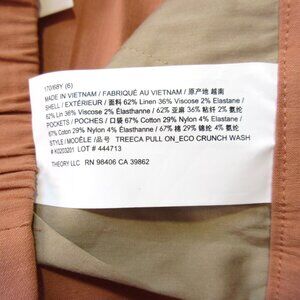 170/68Y (6)
MADE IN VIETNAM / FABRIQUÉ AU VIETNAM / 原产地 越南
SHELL / EXTÉRIEUR / 面料 62% Linen 36% Viscose 2% Elastane /
62% Lin 36% Viscose 2% Élasthanne / 62% 亚麻 36% 粘纤 2% 氨纶
POCKETS / POCHES / 口袋 67% Cotton 29% Nylon 4% Elastane /
67% Coton 29% Nylon 4% Élasthanne / 67% 棉 29% 锦纶 4% 氨纶
STYLE / MODÈLE /品号 TREECA PULL ON_ECO CRUNCH WASH
# K0203201 LOT # 444713
THEORY LLC RN 98406 CA 39862